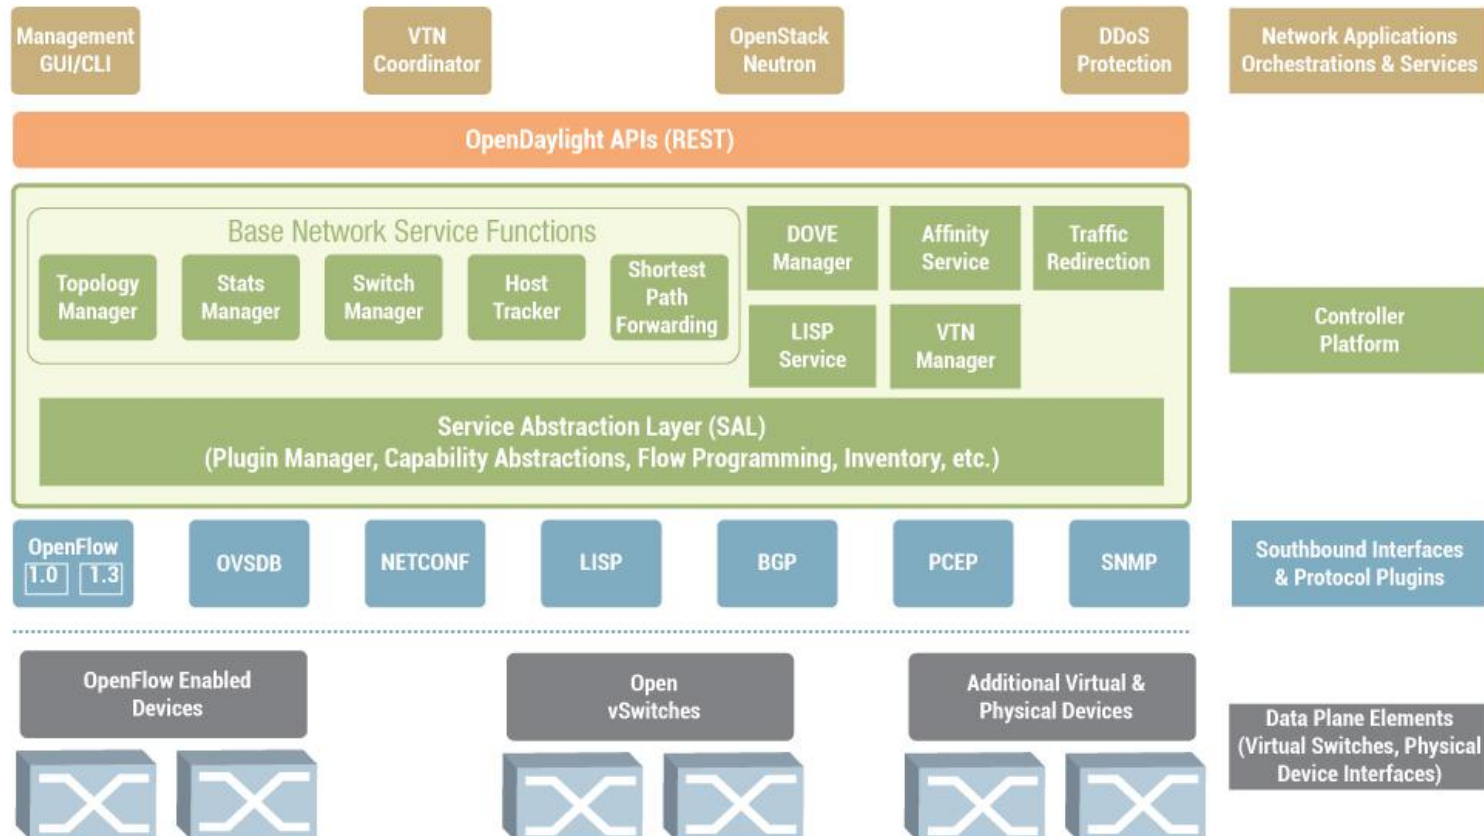 Management
GUI/CLI
VTN
Coordinator
OpenStack
Neutron
DDoS
Protection
Network Applications
Orchestrations & Services
OpenDaylight APIs (REST)
Base Network Service Functions
Topology
Manager
Stats
Manager
Switch
Manager
Host
Tracker
Shortest
Path
Forwarding
DOVE
Manager
Affinity
Service
Traffic
Redirection
LISP
Service
VTN
Manager
Controller
Platform
Service Abstraction Layer (SAL)
(Plugin Manager, Capability Abstractions, Flow Programming, Inventory, etc.)
OpenFlow
1.0 1.3
OVSDB
NETCONF
LISP
BGP
PCEP
SNMP
Southbound Interfaces
& Protocol Plugins
OpenFlow Enabled
Devices
Open
vSwitches
Additional Virtual &
Physical Devices
Data Plane Elements
(Virtual Switches, Physical
Device Interfaces)